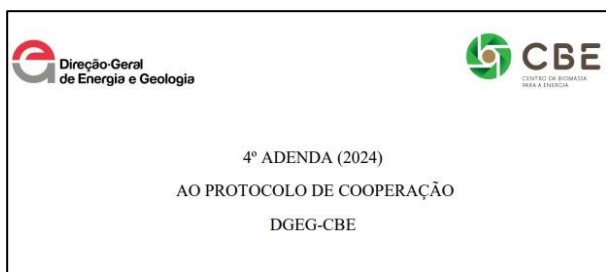 Direção-Geral
de Energia e Geologia
CBE
CENTRO DA BIOMASSA
PARA A ENERGIA
4º ADENDA (2024)
AO PROTOCOLO DE COOPERAÇÃO
DGEG-CBE